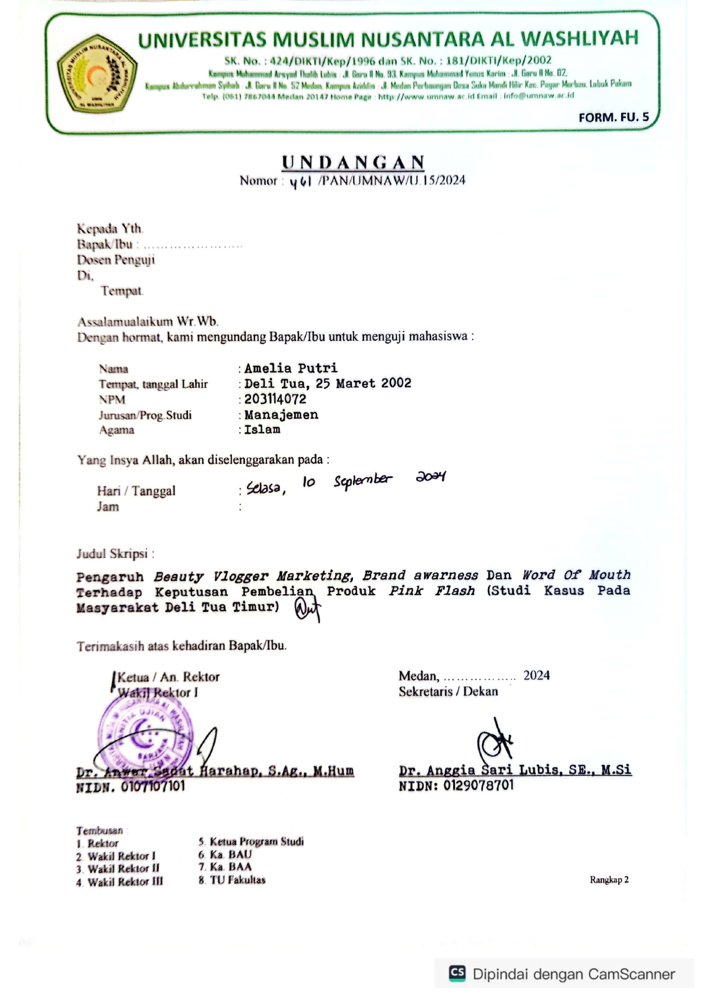 UNIVERSITAS MUSLIM NUSANTARA AL WASHLIYAH
SK. No. : 424/DIKTI/Kep/1996 dan SK. No. : 181/DIKTI/Kep/2002
Kampus Muhammad Arsyad Thalib Lubis : Jl. Garu II No. 93, Kampus Muhammad Yunus Karim : Jl. Garu II No. 02,
Kampus Abdurrahman Syihab : Jl. Garu II No. 52 Medan, Kampus Aziddin : Jl. Medan Perbaungan Desa Suka Mandi Hilir Kec. Pagar Merbau, Lubuk Pakam
Telp. (061) 7867044 Medan 20147 Home Page : http://www.umnaw.ac.id Email : info@umnaw.ac.id
FORM. FU. 5
UNDANGAN
Nomor : 461 /PAN/UMNAW/U.15/2024
Kepada Yth.
Bapak/Ibu : ........................
Dosen Penguji
Di,
Tempat.
Assalamualaikum Wr.Wb.
Dengan hormat, kami mengundang Bapak/Ibu untuk menguji mahasiswa :
Nama : Amelia Putri
Tempat, tanggal Lahir : Deli Tua, 25 Maret 2002
NPM : 203114072
Jurusan/Prog.Studi : Manajemen
Agama : Islam
Yang Insya Allah, akan diselenggarakan pada :
Hari / Tanggal : Selasa, 10 September 2024
Jam :
Judul Skripsi :
Pengaruh Beauty Vlogger Marketing, Brand awarness Dan Word Of Mouth
Terhadap Keputusan Pembelian Produk Pink Flash (Studi Kasus Pada
Masyarakat Deli Tua Timur)
Terimakasih atas kehadiran Bapak/Ibu.
Ketua / An. Rektor
Wakil Rektor I
Medan, .................. 2024
Sekretaris / Dekan
PANITIA UJIAN
SARJANA
Dr. Anwar Sadat Harahap, S.Ag., M.Hum
NIDN. 0107107101
Dr. Anggia Sari Lubis, SE., M.Si
NIDN: 0129078701
Tembusan :
1. Rektor
2. Wakil Rektor I
3. Wakil Rektor II
4. Wakil Rektor III
5. Ketua Program Studi
6. Ka. BAU
7. Ka. BAA
8. TU Fakultas
Rangkap 2
CS Dipindai dengan CamScanner